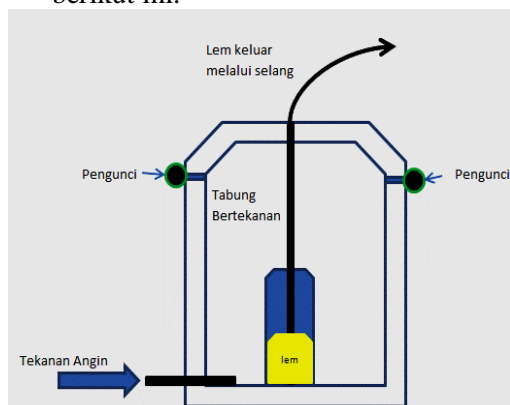 Lem keluar
melalui selang
Pengunci
Pengunci
Tabung
Bertekanan
lem
Tekanan Angin